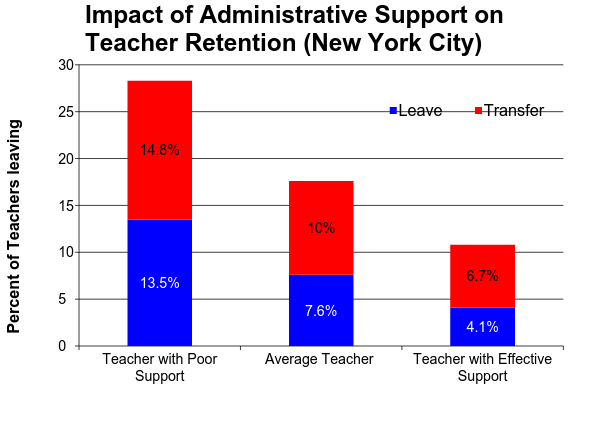 Impact of Administrative Support on
Teacher Retention (New York City)
Percent of Teachers leaving
30
25
20
15
10
5
0
Leave
Transfer
14.8%
13.5%
10%
7.6%
6.7%
4.1%
Teacher with Poor
Support
Average Teacher
Teacher with Effective
Support